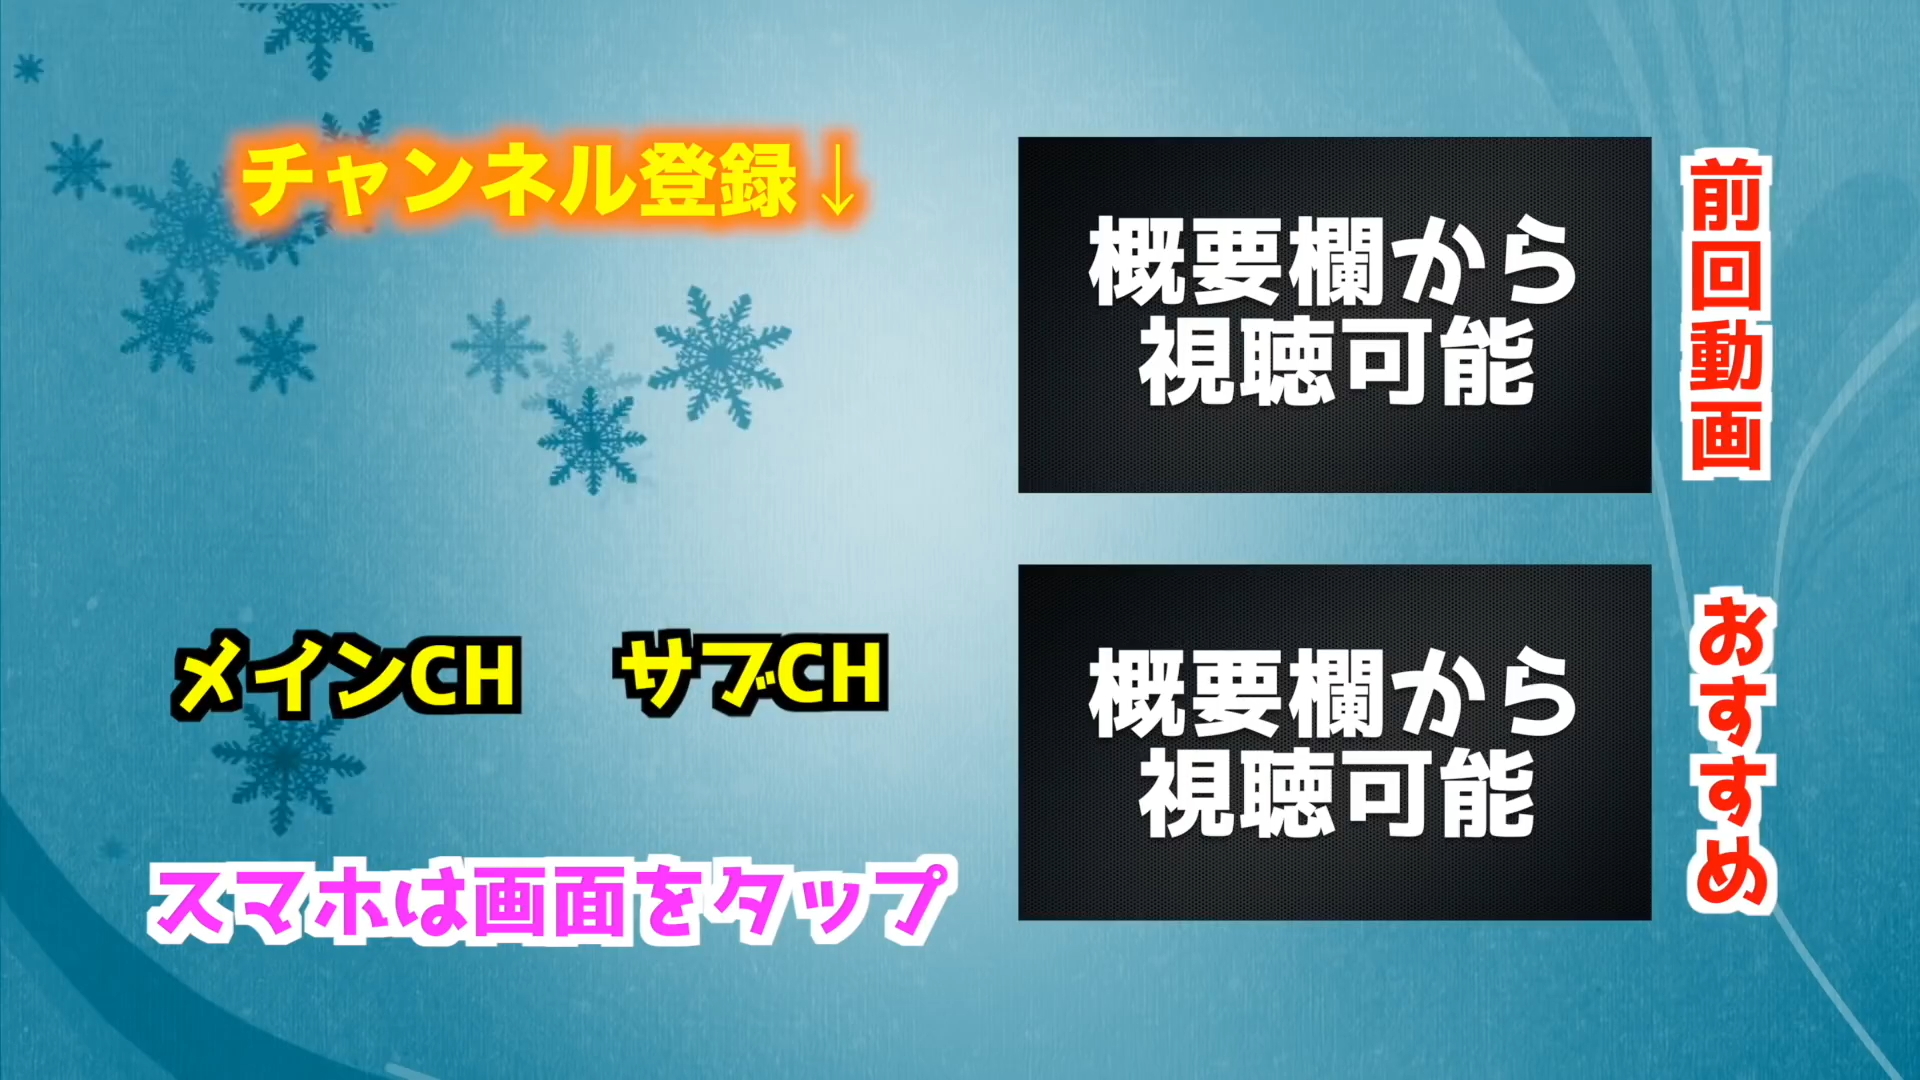 チャンネル登録↓
メインCH
サブCH
スマホは画面をタップ
概要欄から
視聴可能
前回動画
概要欄から
視聴可能
おすすめ